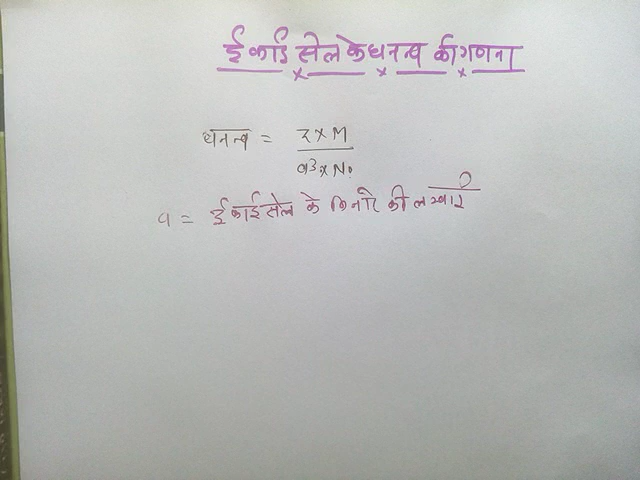 ईकाई सेल के घनत्व की गणना
घनत्व = Z × M
a³ × N₀
a = ईकाई सेल के किनारे की लम्बाई